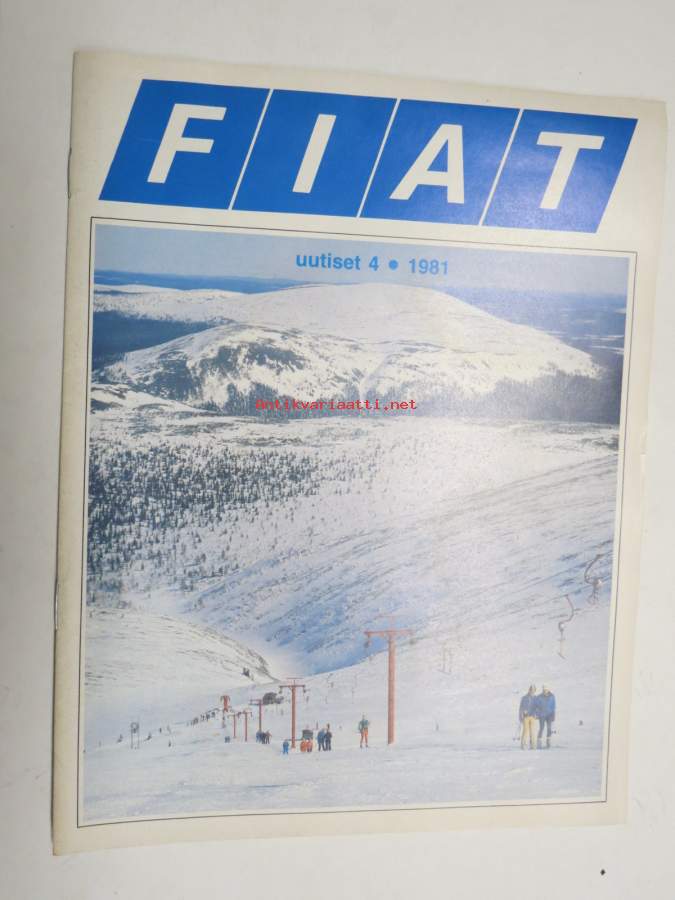 FIAT
uutiset 4 • 1981
Antikvariaatti.net